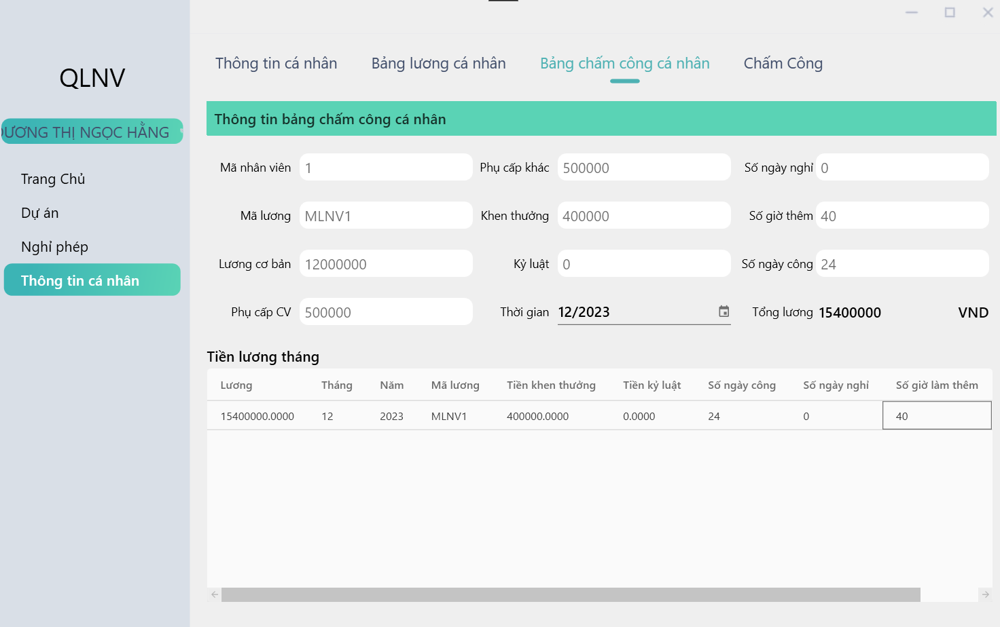 QLNV
DƯƠNG THỊ NGỌC HẰNG
Trang Chủ
Dự án
Nghỉ phép
Thông tin cá nhân
Thông tin cá nhân Bảng lương cá nhân Bảng chấm công cá nhân Chấm Công
Thông tin bảng chấm công cá nhân
Mã nhân viên 1 Phụ cấp khác 500000 Số ngày nghỉ 0
Mã lương MLNV1 Khen thưởng 400000 Số giờ thêm 40
Lương cơ bản 12000000 Kỷ luật 0 Số ngày công 24
Phụ cấp CV 500000 Thời gian 12/2023 Tổng lương 15400000 VND
Tiền lương tháng
Lương Tháng Năm Mã lương Tiền khen thưởng Tiền kỷ luật Số ngày công Số ngày nghỉ Số giờ làm thêm
15400000.0000 12 2023 MLNV1 400000.0000 0.0000 24 0 40